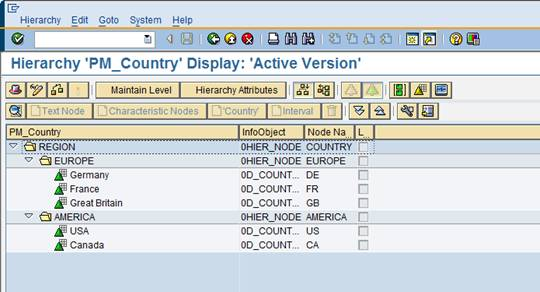 Hierarchy Edit Goto System Help
Hierarchy 'PM_Country' Display: 'Active Version'
Maintain Level Hierarchy Attributes
Text Node Characteristic Nodes 'Country' Interval
PM_Country InfoObject Node Na... L...
REGION 0HIER_NODE COUNTRY
EUROPE 0HIER_NODE EUROPE
Germany 0D_COUNT... DE
France 0D_COUNT... FR
Great Britain 0D_COUNT... GB
AMERICA 0HIER_NODE AMERICA
USA 0D_COUNT... US
Canada 0D_COUNT... CA